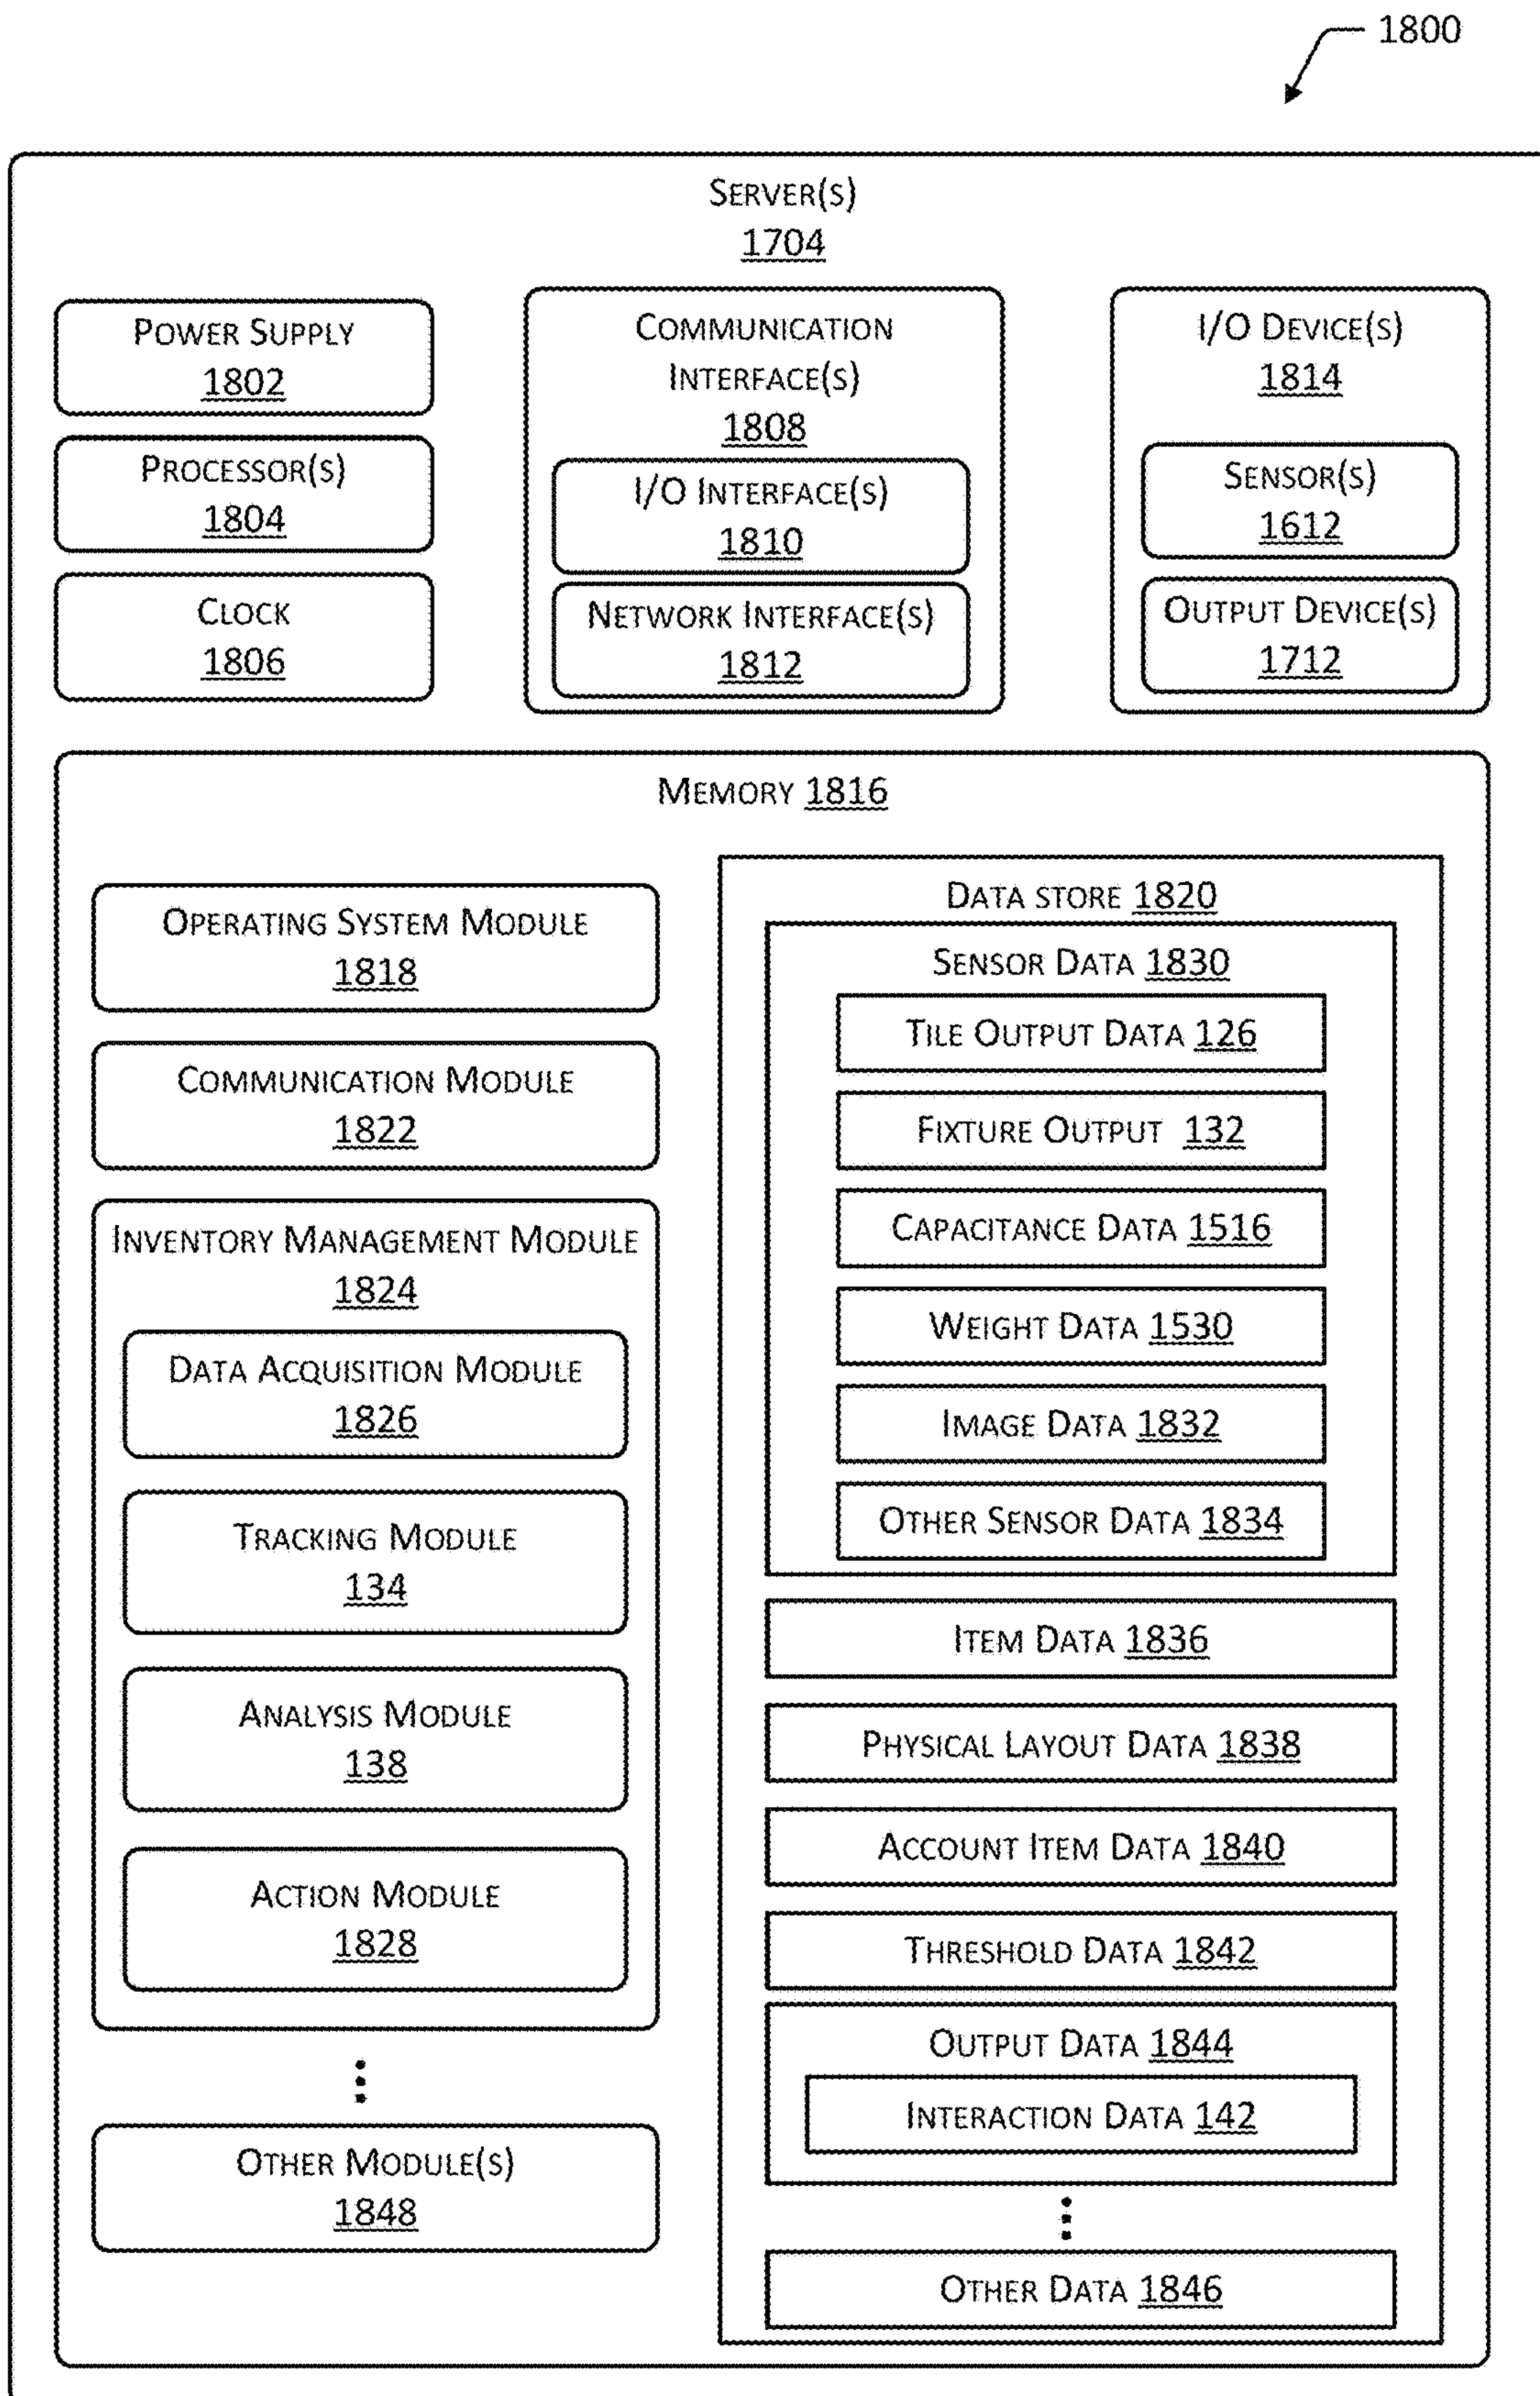 1800
SERVER(S)
1704
POWER SUPPLY
1802
PROCESSOR(S)
1804
CLOCK
1806
COMMUNICATION
INTERFACE(S)
1808
I/O INTERFACE(S)
1810
NETWORK INTERFACE(S)
1812
I/O DEVICE(S)
1814
SENSOR(S)
1612
OUTPUT DEVICE(S)
1712
MEMORY 1816
OPERATING SYSTEM MODULE
1818
COMMUNICATION MODULE
1822
INVENTORY MANAGEMENT MODULE
1824
DATA ACQUISITION MODULE
1826
TRACKING MODULE
134
ANALYSIS MODULE
138
ACTION MODULE
1828
OTHER MODULE(S)
1848
DATA STORE 1820
SENSOR DATA 1830
TILE OUTPUT DATA 126
FIXTURE OUTPUT 132
CAPACITANCE DATA 1516
WEIGHT DATA 1530
IMAGE DATA 1832
OTHER SENSOR DATA 1834
ITEM DATA 1836
PHYSICAL LAYOUT DATA 1838
ACCOUNT ITEM DATA 1840
THRESHOLD DATA 1842
OUTPUT DATA 1844
INTERACTION DATA 142
OTHER DATA 1846